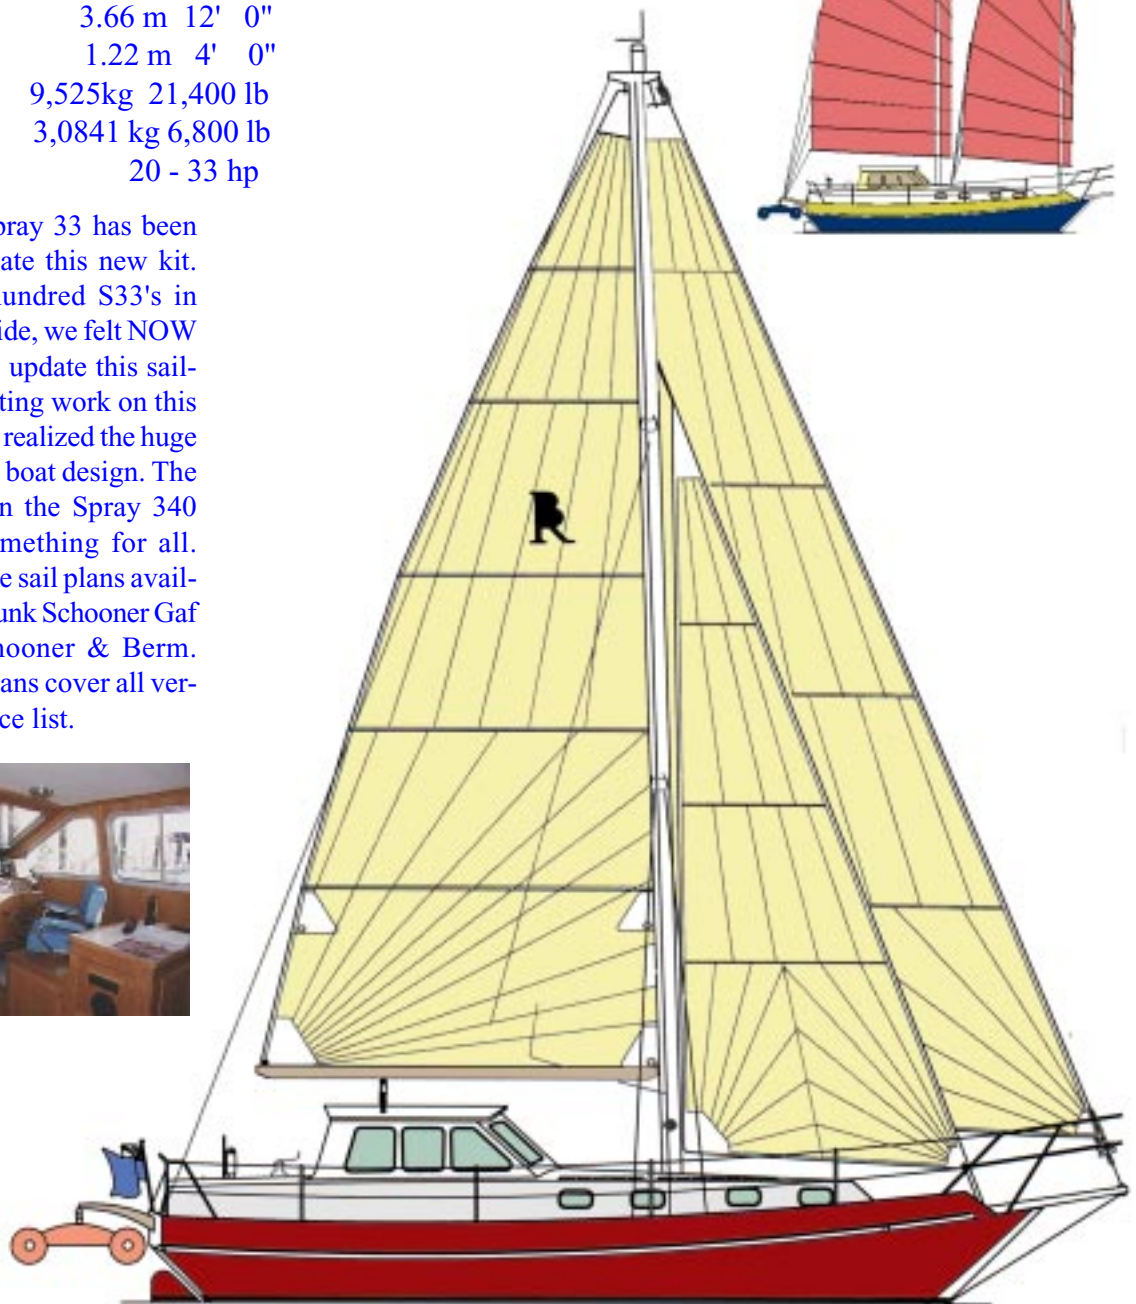 3.66 m 12' 0"
1.22 m 4' 0"
9,525kg 21,400 lb
3,0841 kg 6,800 lb
20 - 33 hp
pray 33 has been
ate this new kit.
undred S33's in
ide, we felt NOW
update this sail-
ting work on this
realized the huge
boat design. The
n the Spray 340
mething for all.
e sail plans avail-
unk Schooner Gaf
hooner & Berm.
ans cover all ver-
ce list.
BR